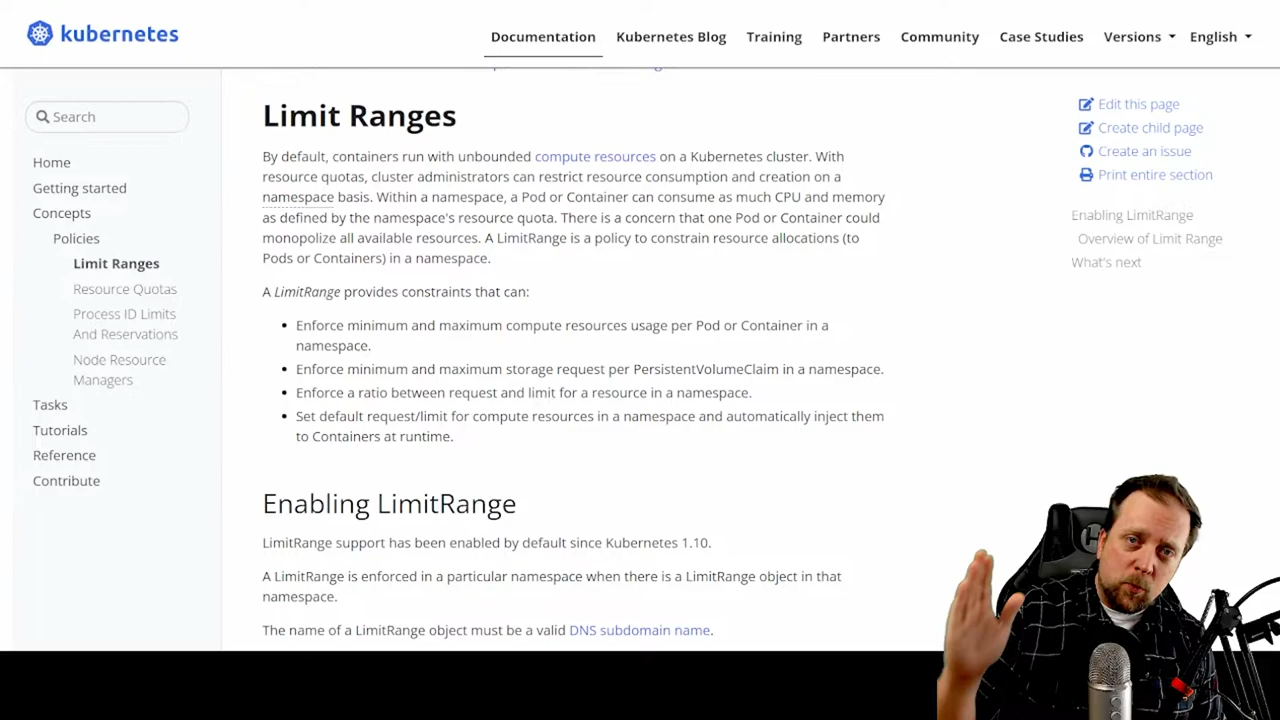 kubernetes
Documentation
Kubernetes Blog
Training
Partners
Community
Case Studies
Versions
English
Search
Home
Getting started
Concepts
Policies
Limit Ranges
Resource Quotas
Process ID Limits
And Reservations
Node Resource
Managers
Tasks
Tutorials
Reference
Contribute
Limit Ranges
By default, containers run with unbounded compute resources on a Kubernetes cluster. With
resource quotas, cluster administrators can restrict resource consumption and creation on a
namespace basis. Within a namespace, a Pod or Container can consume as much CPU and memory
as defined by the namespace's resource quota. There is a concern that one Pod or Container could
monopolize all available resources. A LimitRange is a policy to constrain resource allocations (to
Pods or Containers) in a namespace.
A LimitRange provides constraints that can:
• Enforce minimum and maximum compute resources usage per Pod or Container in a
namespace.
• Enforce minimum and maximum storage request per PersistentVolumeClaim in a namespace.
• Enforce a ratio between request and limit for a resource in a namespace.
• Set default request/limit for compute resources in a namespace and automatically inject them
to Containers at runtime.
Enabling LimitRange
LimitRange support has been enabled by default since Kubernetes 1.10.
A LimitRange is enforced in a particular namespace when there is a LimitRange object in that
namespace.
The name of a LimitRange object must be a valid DNS subdomain name.
Edit this page
Create child page
Create an issue
Print entire section
Enabling LimitRange
Overview of Limit Range
What's next